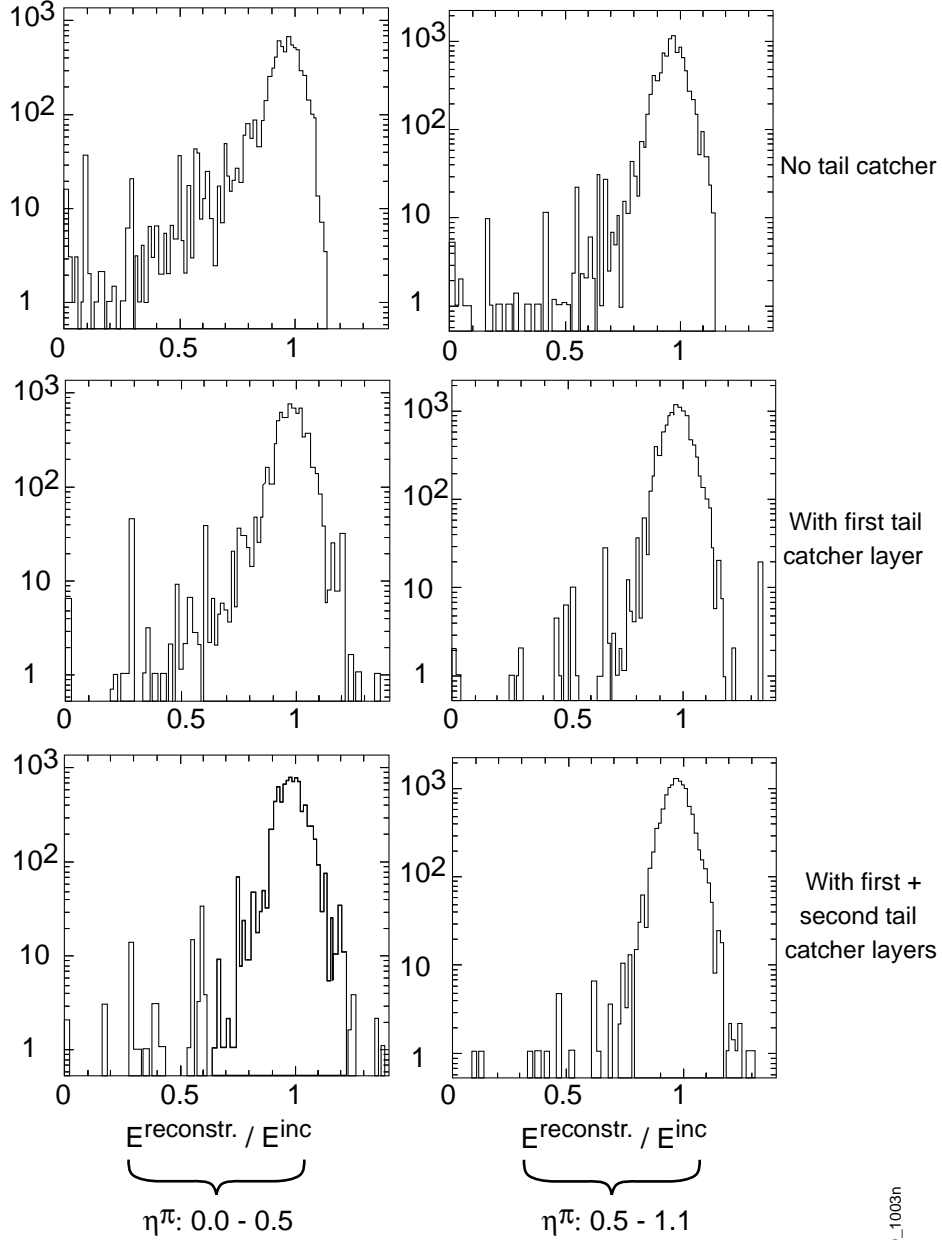 10³
10²
10
1
0 0.5 1
10³
10²
10
1
0 0.5 1
No tail catcher
10³
10²
10
1
0 0.5 1
10³
10²
10
1
0 0.5 1
With first tail
catcher layer
10³
10²
10
1
0 0.5 1
10³
10²
10
1
0 0.5 1
With first +
second tail
catcher layers
E^reconstr. / E^inc
E^reconstr. / E^inc
η^π: 0.0 - 0.5
η^π: 0.5 - 1.1
_1003n